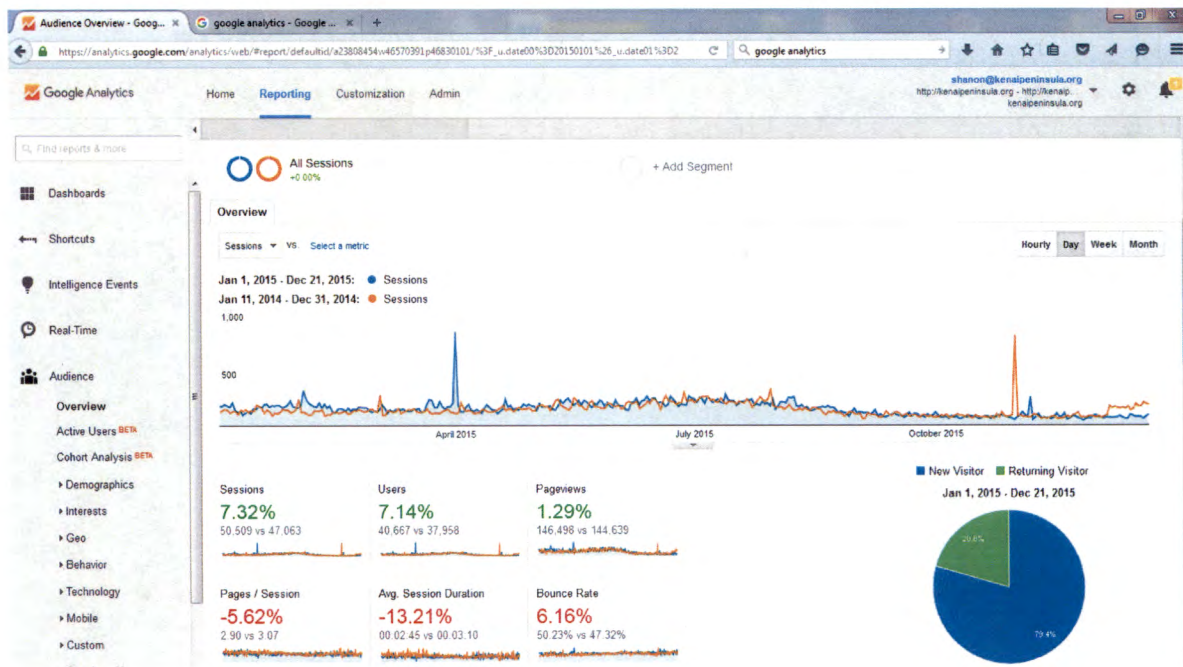 Audience Overview - Goog... ×
google analytics - Google ... ×
+
https://analytics.google.com/analytics/web/#report/defaultid/a23808454w46570391p46830101/%3F_u.date00%3D20150101%26_u.date01%3D2
google analytics
Google Analytics
Home Reporting Customization Admin
shanon@kenaipeninsula.org
http://kenaipeninsula.org - http://kenaip...
kenaipeninsula.org
Find reports & more
Dashboards
Shortcuts
Intelligence Events
Real-Time
Audience
Overview
Active Users BETA
Cohort Analysis BETA
Demographics
Interests
Geo
Behavior
Technology
Mobile
Custom
All Sessions
+0.00%
+ Add Segment
Overview
Sessions VS Select a metric
Hourly Day Week Month
Jan 1, 2015 - Dec 21, 2015: Sessions
Jan 11, 2014 - Dec 31, 2014: Sessions
1,000
500
April 2015 July 2015 October 2015
Sessions
7.32%
50,509 vs 47,063
Users
7.14%
40,667 vs 37,958
Pageviews
1.29%
146,498 vs 144,639
Pages / Session
-5.62%
2.90 vs 3.07
Avg. Session Duration
-13.21%
00:02:45 vs 00:03:10
Bounce Rate
6.16%
50.23% vs 47.32%
New Visitor Returning Visitor
Jan 1, 2015 - Dec 21, 2015
20.6%
79.4%